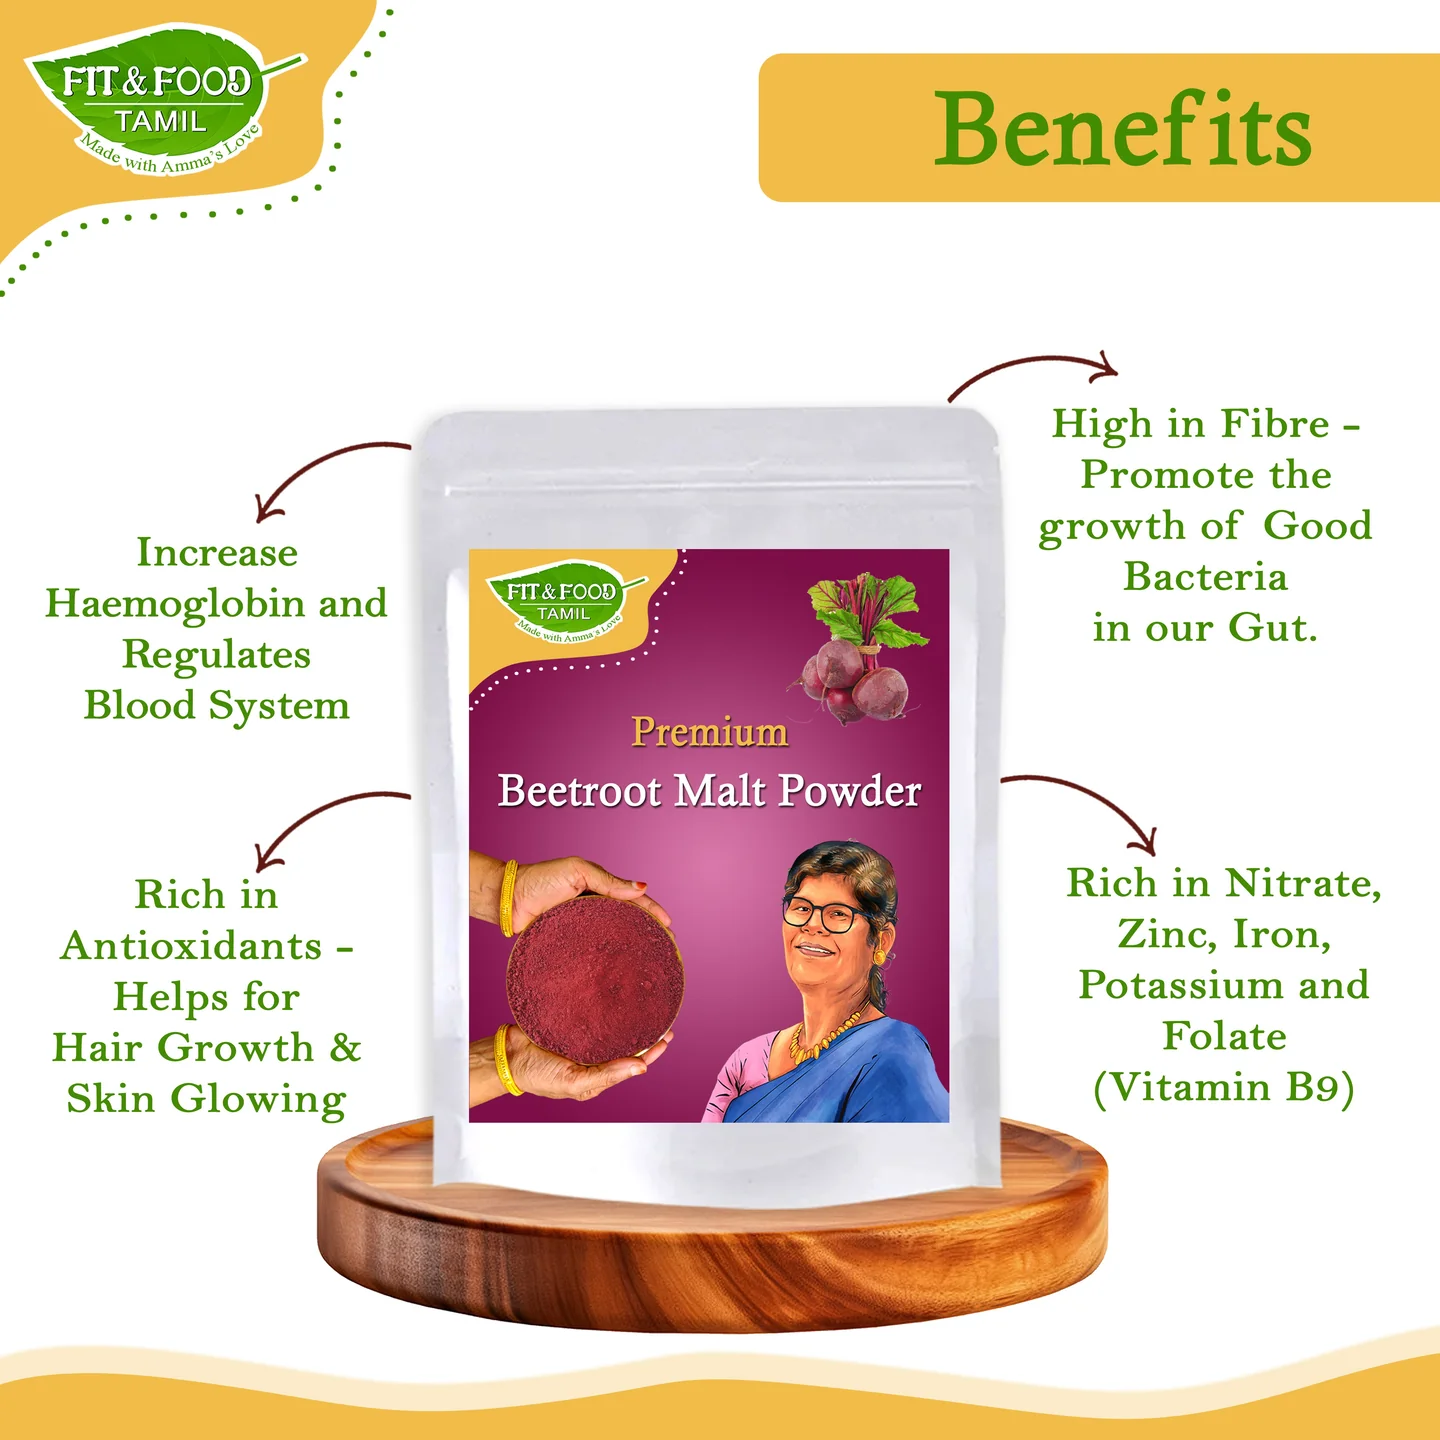 FIT & FOOD
TAMIL
Made with Amma's Love
Benefits
Increase
Haemoglobin and
Regulates
Blood System
High in Fibre -
Promote the
growth of Good
Bacteria
in our Gut.
FIT & FOOD
TAMIL
Made with Amma's Love
Premium
Beetroot Malt Powder
Rich in
Antioxidants -
Helps for
Hair Growth &
Skin Glowing
Rich in Nitrate,
Zinc, Iron,
Potassium and
Folate
(Vitamin B9)